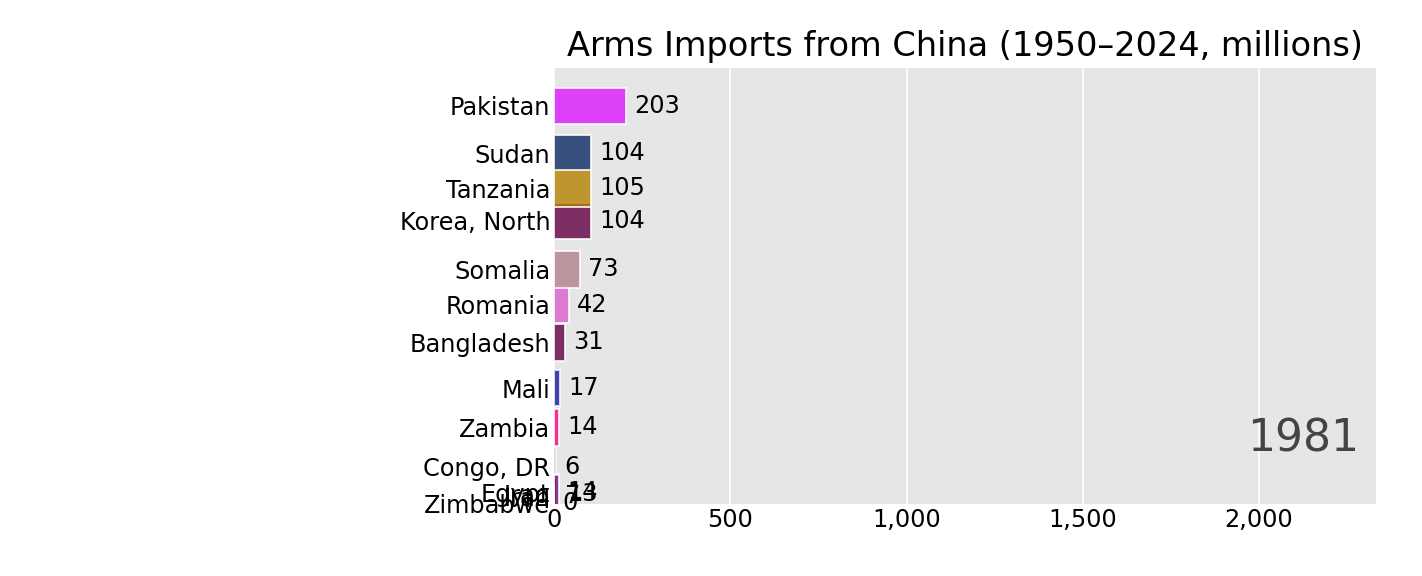 Arms Imports from China (1950–2024, millions)
Pakistan 203
Sudan 104
Tanzania 105
Korea, North 104
Somalia 73
Romania 42
Bangladesh 31
Mali 17
Zambia 14
1981
Congo, DR 6
Egypt
Zimbabwe 0
0 500 1,000 1,500 2,000